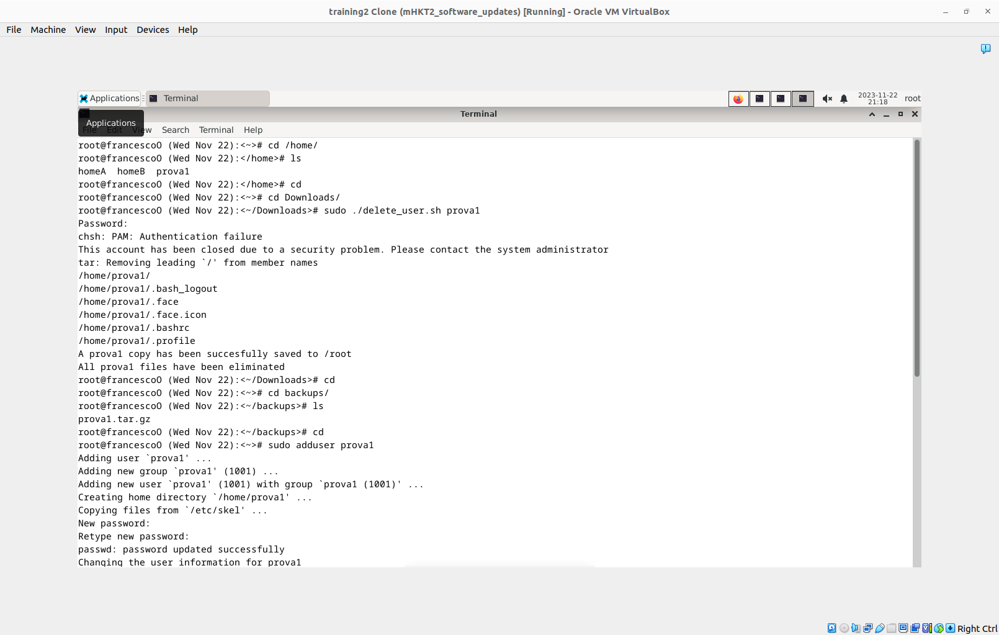 training2 Clone (mHKT2_software_updates) [Running] - Oracle VM VirtualBox
File Machine View Input Devices Help
Applications Terminal 2023-11-22 21:18 root
Terminal
Applications
File Edit View Search Terminal Help
root@francescoO (Wed Nov 22):<~># cd /home/
root@francescoO (Wed Nov 22):</home># ls
homeA  homeB  prova1
root@francescoO (Wed Nov 22):</home># cd
root@francescoO (Wed Nov 22):<~># cd Downloads/
root@francescoO (Wed Nov 22):<~/Downloads># sudo ./delete_user.sh prova1
Password:
chsh: PAM: Authentication failure
This account has been closed due to a security problem. Please contact the system administrator
tar: Removing leading `/' from member names
/home/prova1/
/home/prova1/.bash_logout
/home/prova1/.face
/home/prova1/.face.icon
/home/prova1/.bashrc
/home/prova1/.profile
A prova1 copy has been succesfully saved to /root
All prova1 files have been eliminated
root@francescoO (Wed Nov 22):<~/Downloads># cd
root@francescoO (Wed Nov 22):<~># cd backups/
root@francescoO (Wed Nov 22):<~/backups># ls
prova1.tar.gz
root@francescoO (Wed Nov 22):<~/backups># cd
root@francescoO (Wed Nov 22):<~># sudo adduser prova1
Adding user `prova1' ...
Adding new group `prova1' (1001) ...
Adding new user `prova1' (1001) with group `prova1 (1001)' ...
Creating home directory `/home/prova1' ...
Copying files from `/etc/skel' ...
New password:
Retype new password:
passwd: password updated successfully
Changing the user information for prova1
Right Ctrl